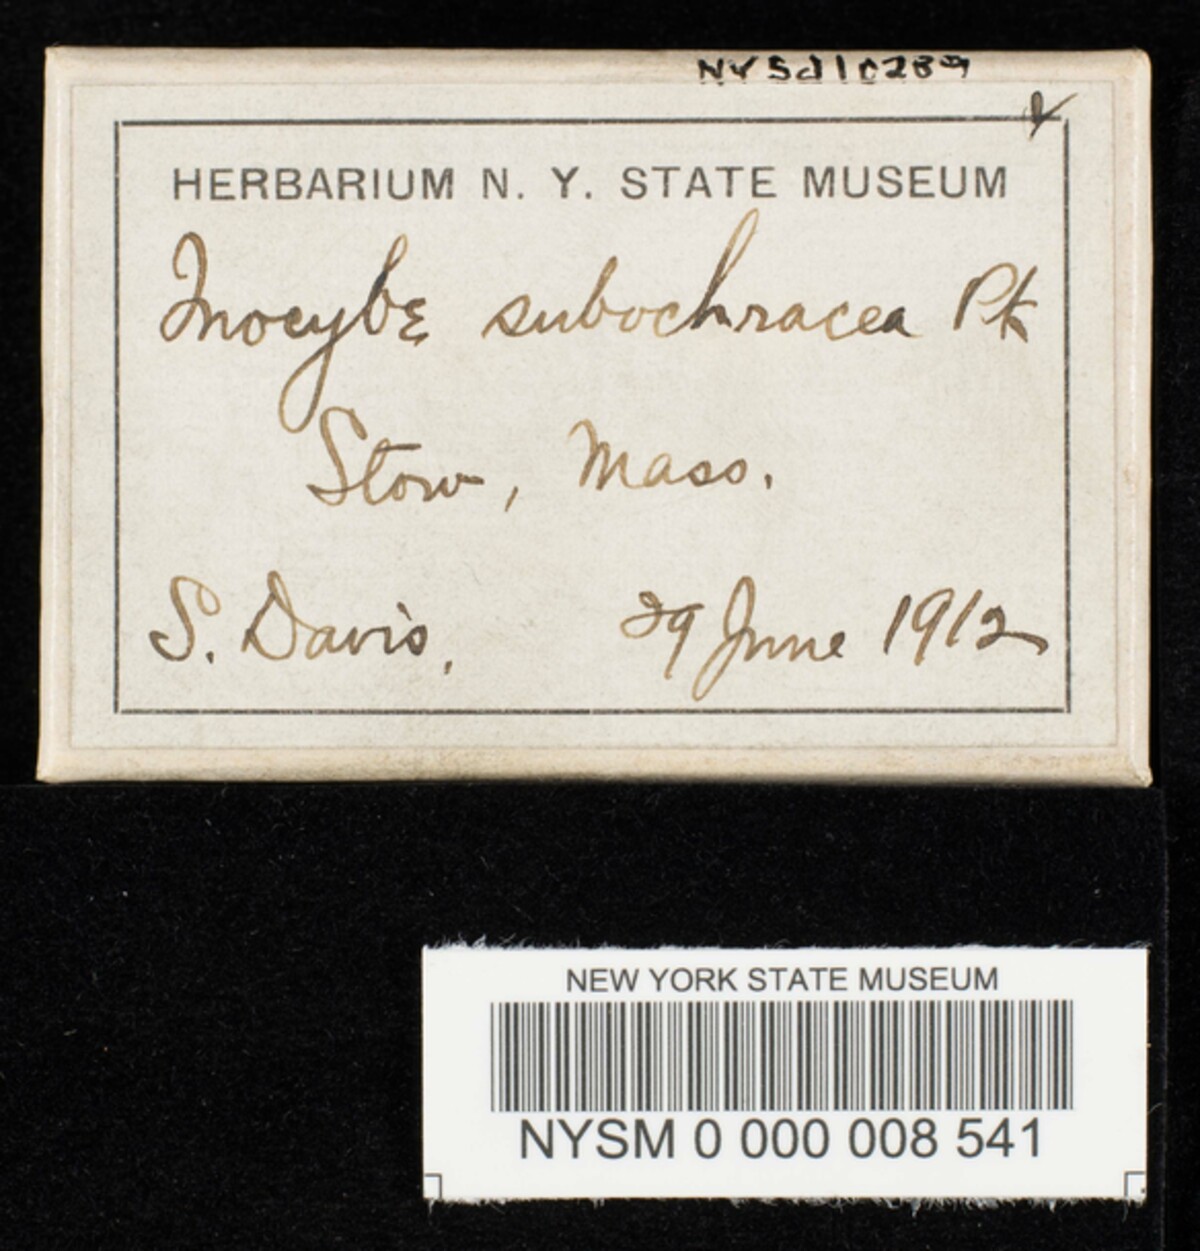 NYSd10289
HERBARIUM N. Y. STATE MUSEUM
Inocybe subochracea Pk
Stow, Mass.
S. Davis, 29 June 1912
NEW YORK STATE MUSEUM
NYSM 0 000 008 541